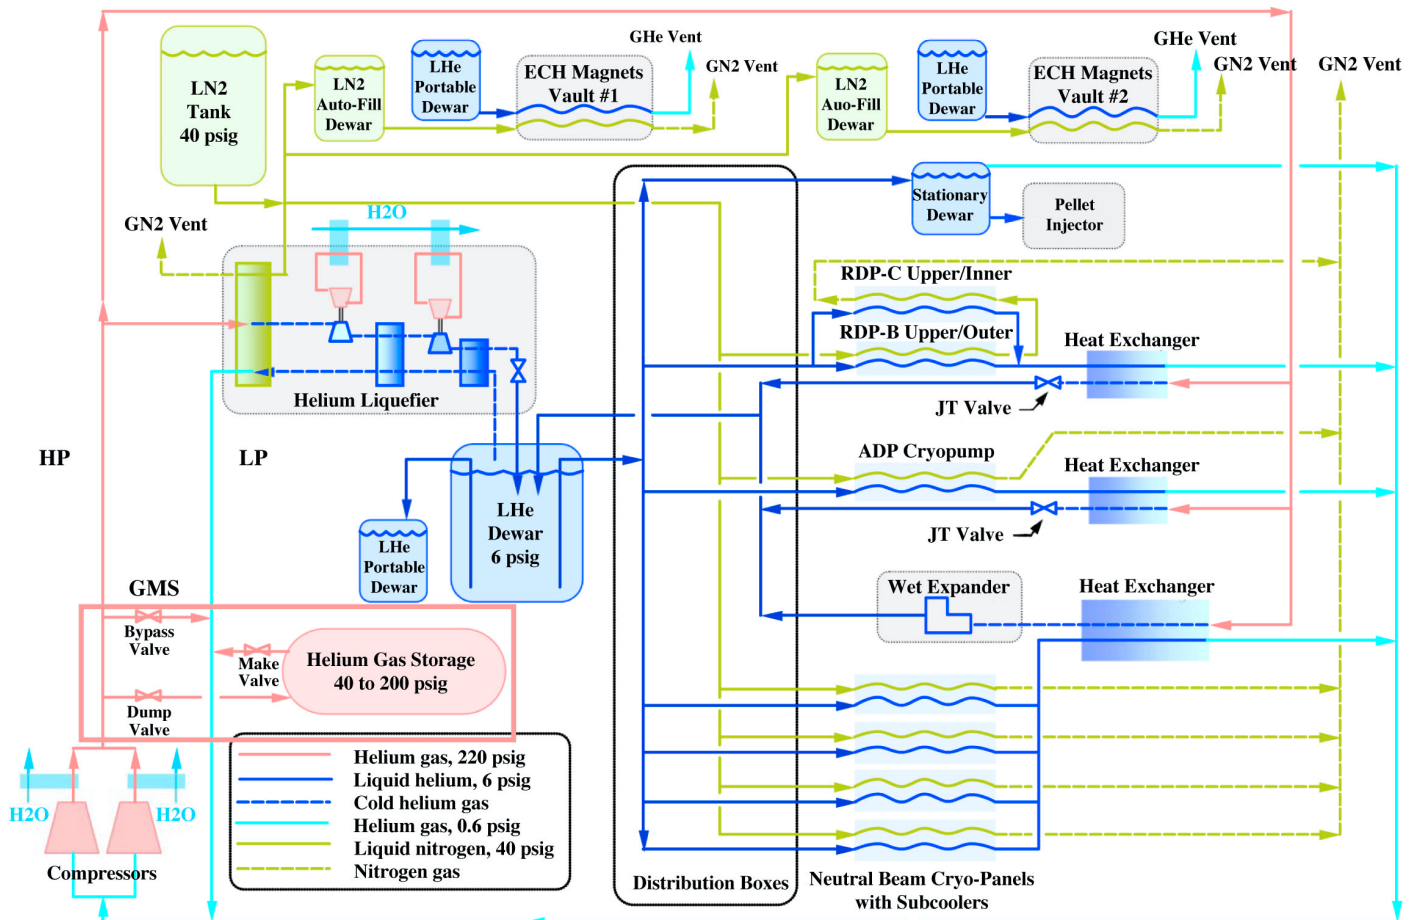 LN2
Tank
40 psig
LN2
Auto-Fill
Dewar
LHe
Portable
Dewar
ECH Magnets
Vault #1
GHe Vent
GN2 Vent
LN2
Auo-Fill
Dewar
LHe
Portable
Dewar
ECH Magnets
Vault #2
GHe Vent
GN2 Vent
GN2 Vent
GN2 Vent
H2O
Stationary
Dewar
Pellet
Injector
Helium Liquefier
RDP-C Upper/Inner
RDP-B Upper/Outer
Heat Exchanger
JT Valve
HP
LP
LHe
Dewar
6 psig
LHe
Portable
Dewar
ADP Cryopump
Heat Exchanger
JT Valve
Wet Expander
Heat Exchanger
GMS
Bypass
Valve
Make
Valve
Dump
Valve
Helium Gas Storage
40 to 200 psig
H2O
H2O
Compressors
Helium gas, 220 psig
Liquid helium, 6 psig
Cold helium gas
Helium gas, 0.6 psig
Liquid nitrogen, 40 psig
Nitrogen gas
Distribution Boxes
Neutral Beam Cryo-Panels
with Subcoolers